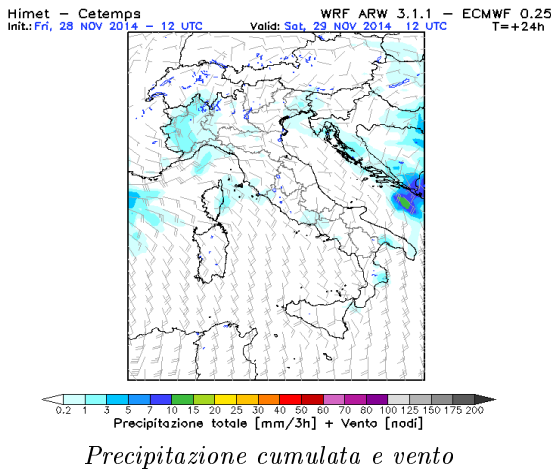 Himet – Cetemps WRF ARW 3.1.1 – ECMWF 0.25
Init.: Fri, 28 NOV 2014 – 12 UTC Valid: Sat, 29 NOV 2014 12 UTC T=+24h
0.2 1 3 5 7 10 15 20 25 30 40 50 60 70 80 100 125 150 175 200
Precipitazione totale [mm/3h] + Vento [nodi]
Precipitazione cumulata e vento